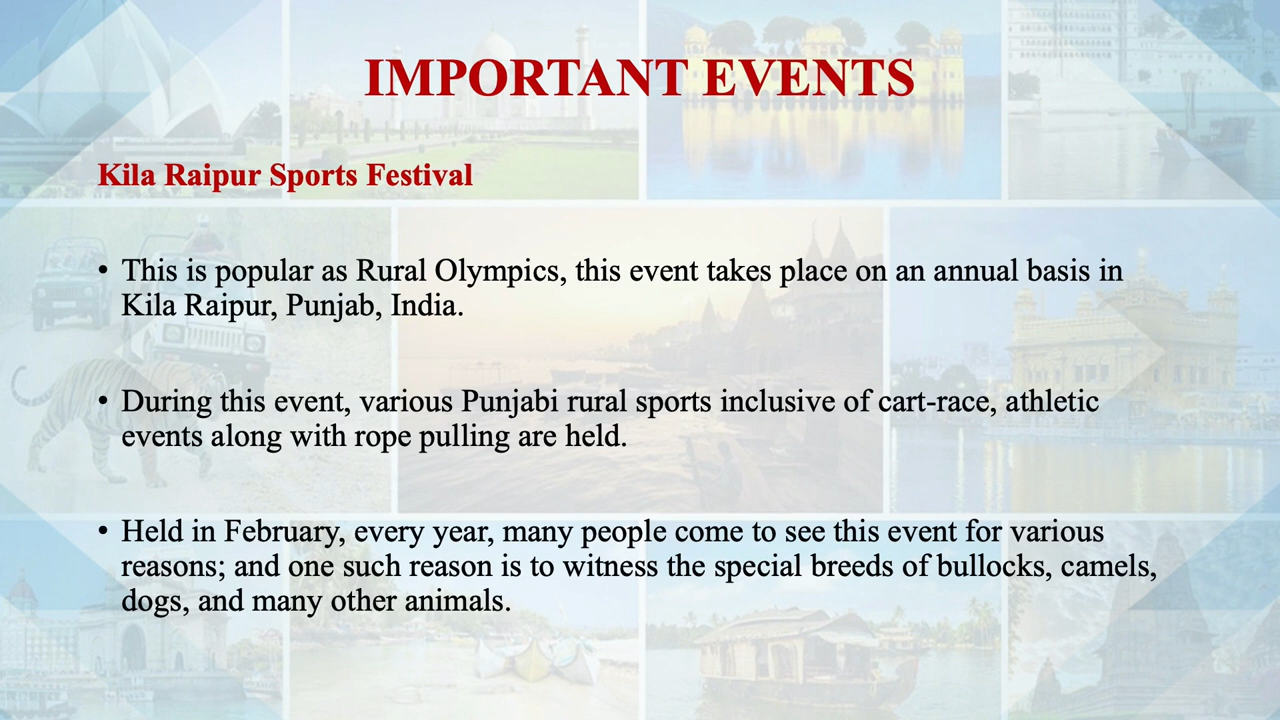 IMPORTANT EVENTS
Kila Raipur Sports Festival
• This is popular as Rural Olympics, this event takes place on an annual basis in
Kila Raipur, Punjab, India.
• During this event, various Punjabi rural sports inclusive of cart-race, athletic
events along with rope pulling are held.
• Held in February, every year, many people come to see this event for various
reasons; and one such reason is to witness the special breeds of bullocks, camels,
dogs, and many other animals.